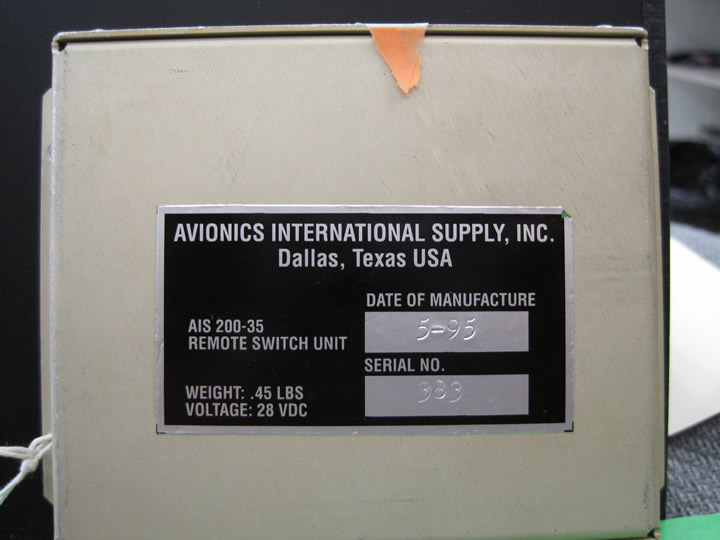 AVIONICS INTERNATIONAL SUPPLY, INC.
Dallas, Texas USA
DATE OF MANUFACTURE
AIS 200-35
REMOTE SWITCH UNIT
5-95
SERIAL NO.
383
WEIGHT: .45 LBS
VOLTAGE: 28 VDC